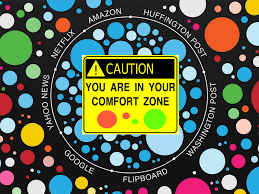 CAUTION
YOU ARE IN YOUR
COMFORT ZONE
YAHOO NEWS
NETFLIX
AMAZON
HUFFINGTON POST
WASHINGTON POST
FLIPBOARD
GOOGLE